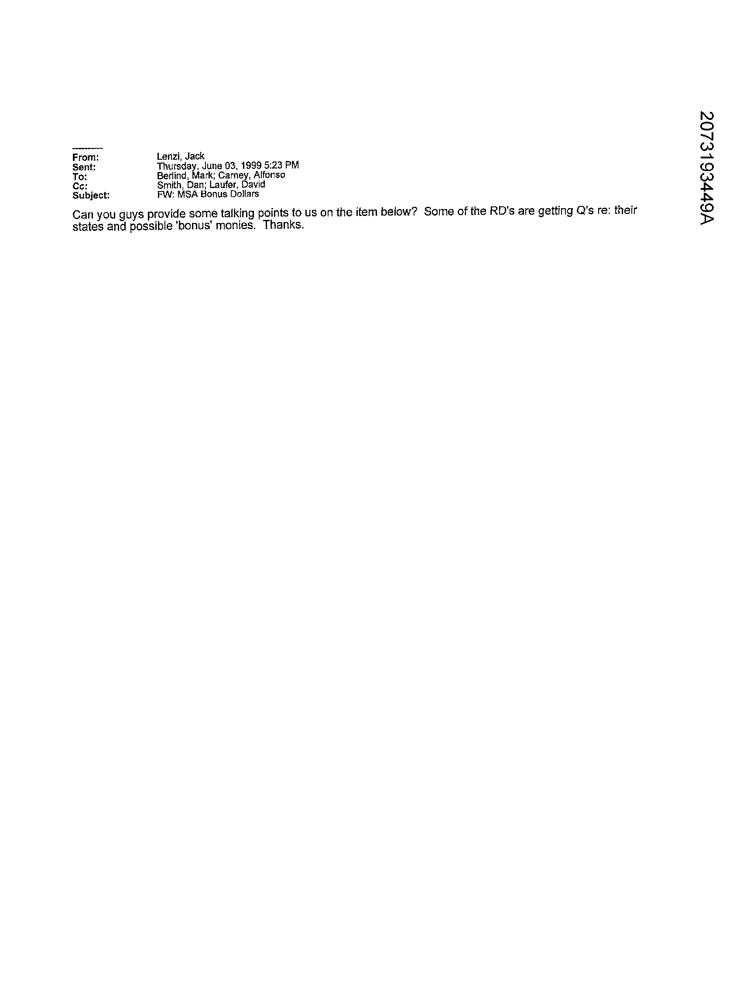 From: Lenzi, Jack
Sent: Thursday, June 03, 1999 5:23 PM
To: Berlind, Mark; Carney, Alfonso
Cc: Smith, Dan; Laufer, David
Subject: FW: MSA Bonus Dollars
Can you guys provide some talking points to us on the item below? Some of the RD's are getting Q's re: their
states and possible 'bonus' monies. Thanks.
2073193449A